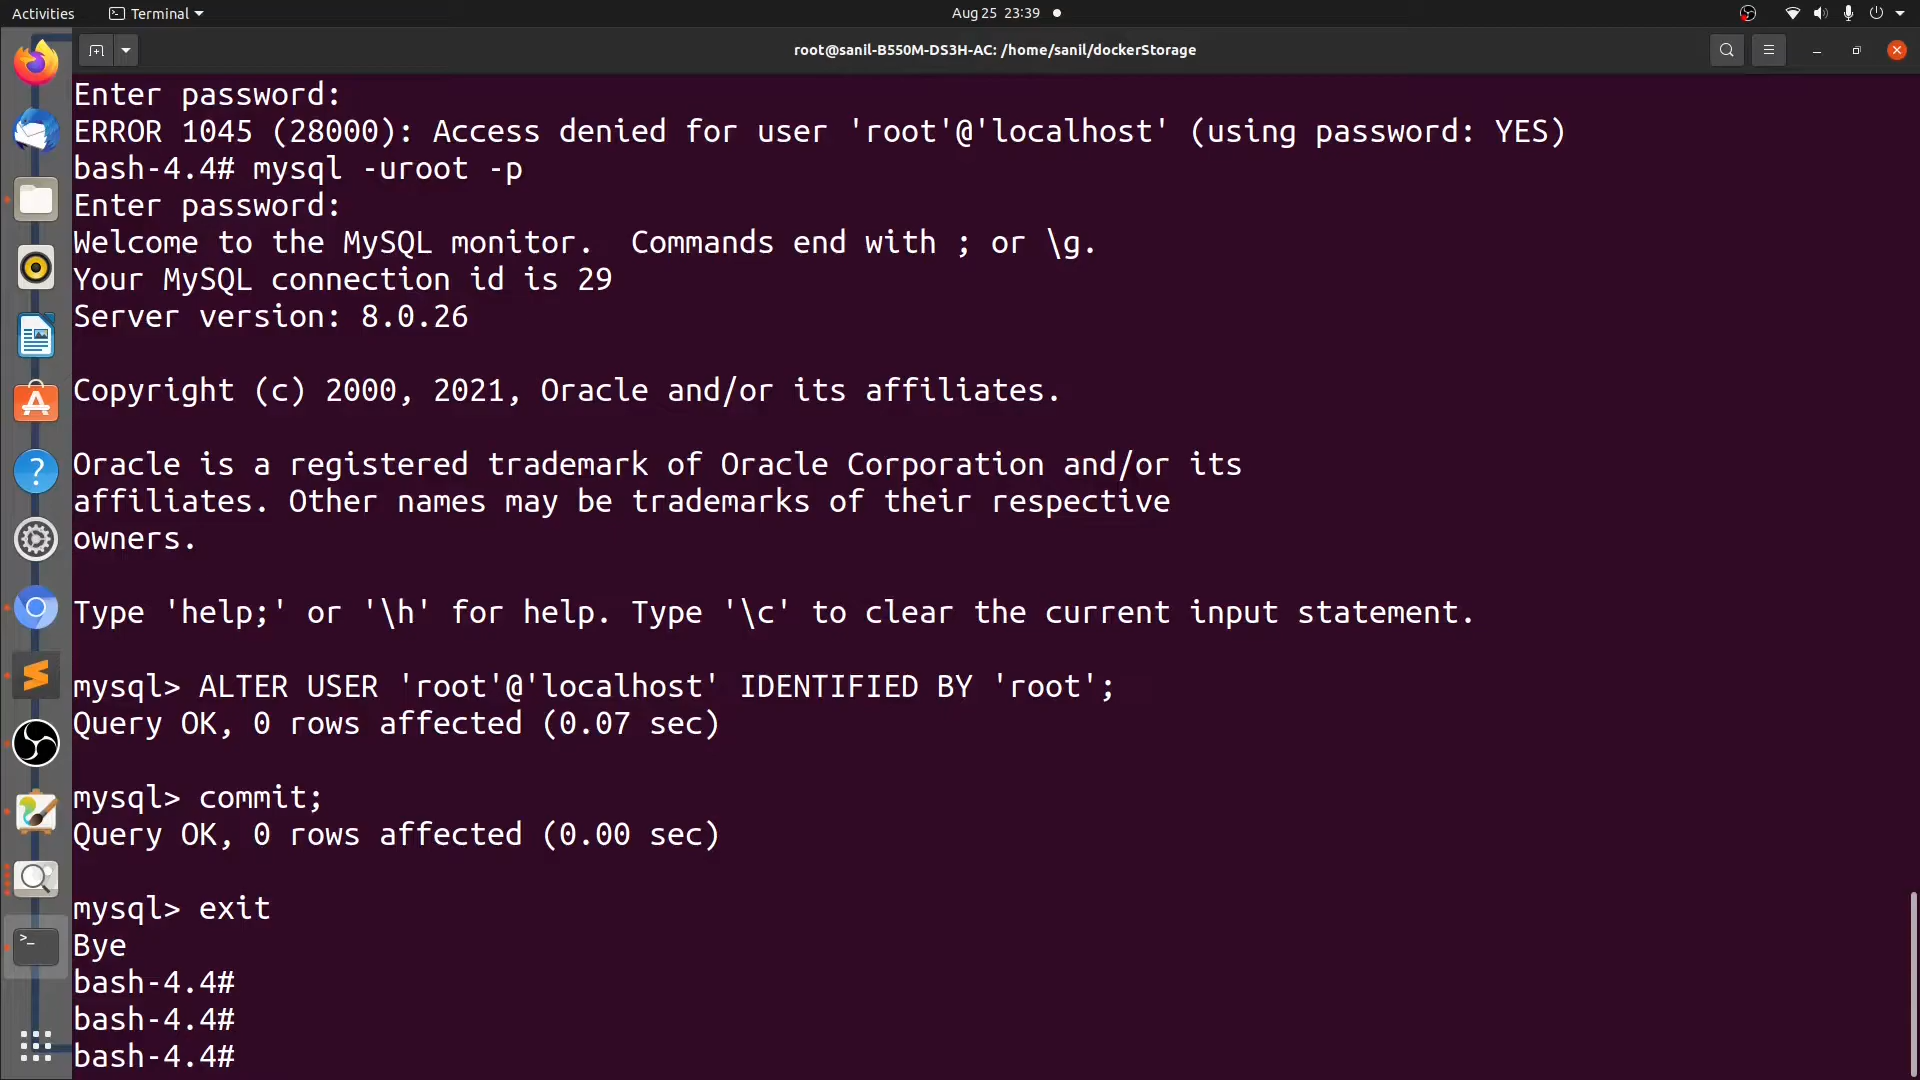 Activities
Terminal
Aug 25 23:39
root@sanil-B550M-DS3H-AC: /home/sanil/dockerStorage
Enter password:
ERROR 1045 (28000): Access denied for user 'root'@'localhost' (using password: YES)
bash-4.4# mysql -uroot -p
Enter password:
Welcome to the MySQL monitor.  Commands end with ; or \g.
Your MySQL connection id is 29
Server version: 8.0.26
Copyright (c) 2000, 2021, Oracle and/or its affiliates.
Oracle is a registered trademark of Oracle Corporation and/or its
affiliates. Other names may be trademarks of their respective
owners.
Type 'help;' or '\h' for help. Type '\c' to clear the current input statement.
mysql> ALTER USER 'root'@'localhost' IDENTIFIED BY 'root';
Query OK, 0 rows affected (0.07 sec)
mysql> commit;
Query OK, 0 rows affected (0.00 sec)
mysql> exit
Bye
bash-4.4#
bash-4.4#
bash-4.4#